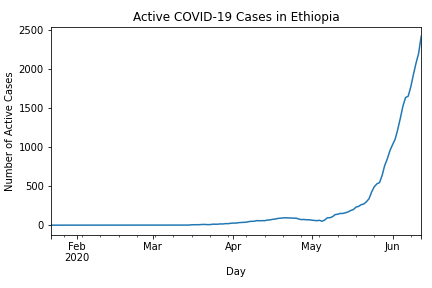 Active COVID-19 Cases in Ethiopia
2500
2000
1500
1000
500
0
Number of Active Cases
Feb
2020
Mar
Apr
May
Jun
Day